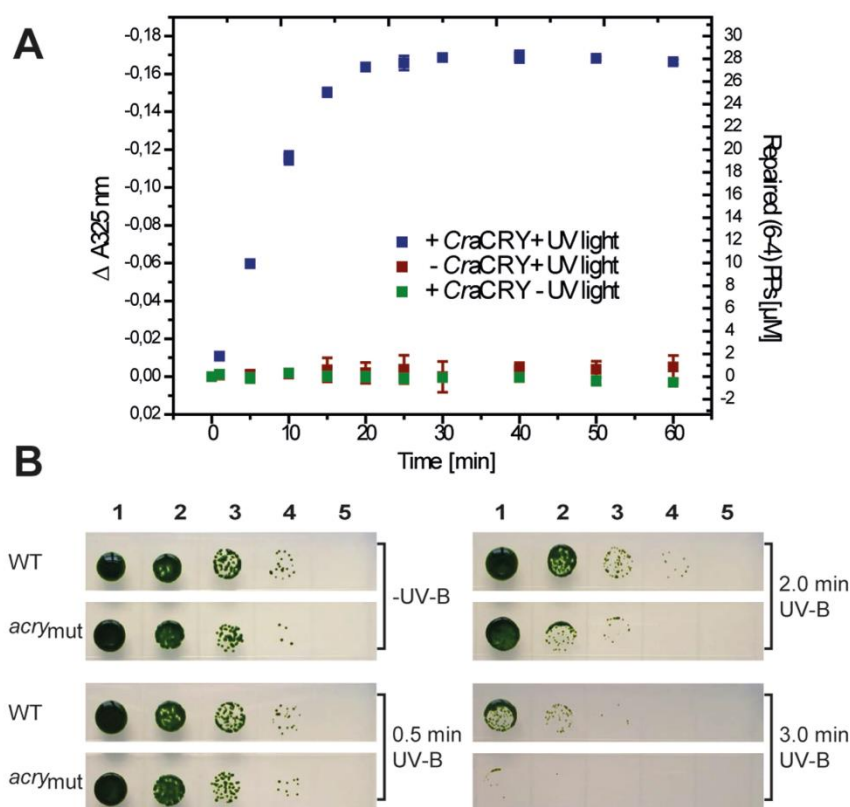 A
-0,18
-0,16
-0,12
-0,10
-0,08
-0,06
-0,04
-0,02
0,00
0,02
Δ A325 nm
30
28
26
24
22
20
18
16
14
12
10
8
6
4
2
0
-2
Repaired (6-4) PPs [µM]
+ CraCRY + UV light
- CraCRY + UV light
+ CraCRY - UV light
0 10 20 30 40 50 60
Time [min]
B
1 2 3 4 5
WT
acrymut
-UV-B
WT
acrymut
0.5 min
UV-B
1 2 3 4 5
2.0 min
UV-B
3.0 min
UV-B